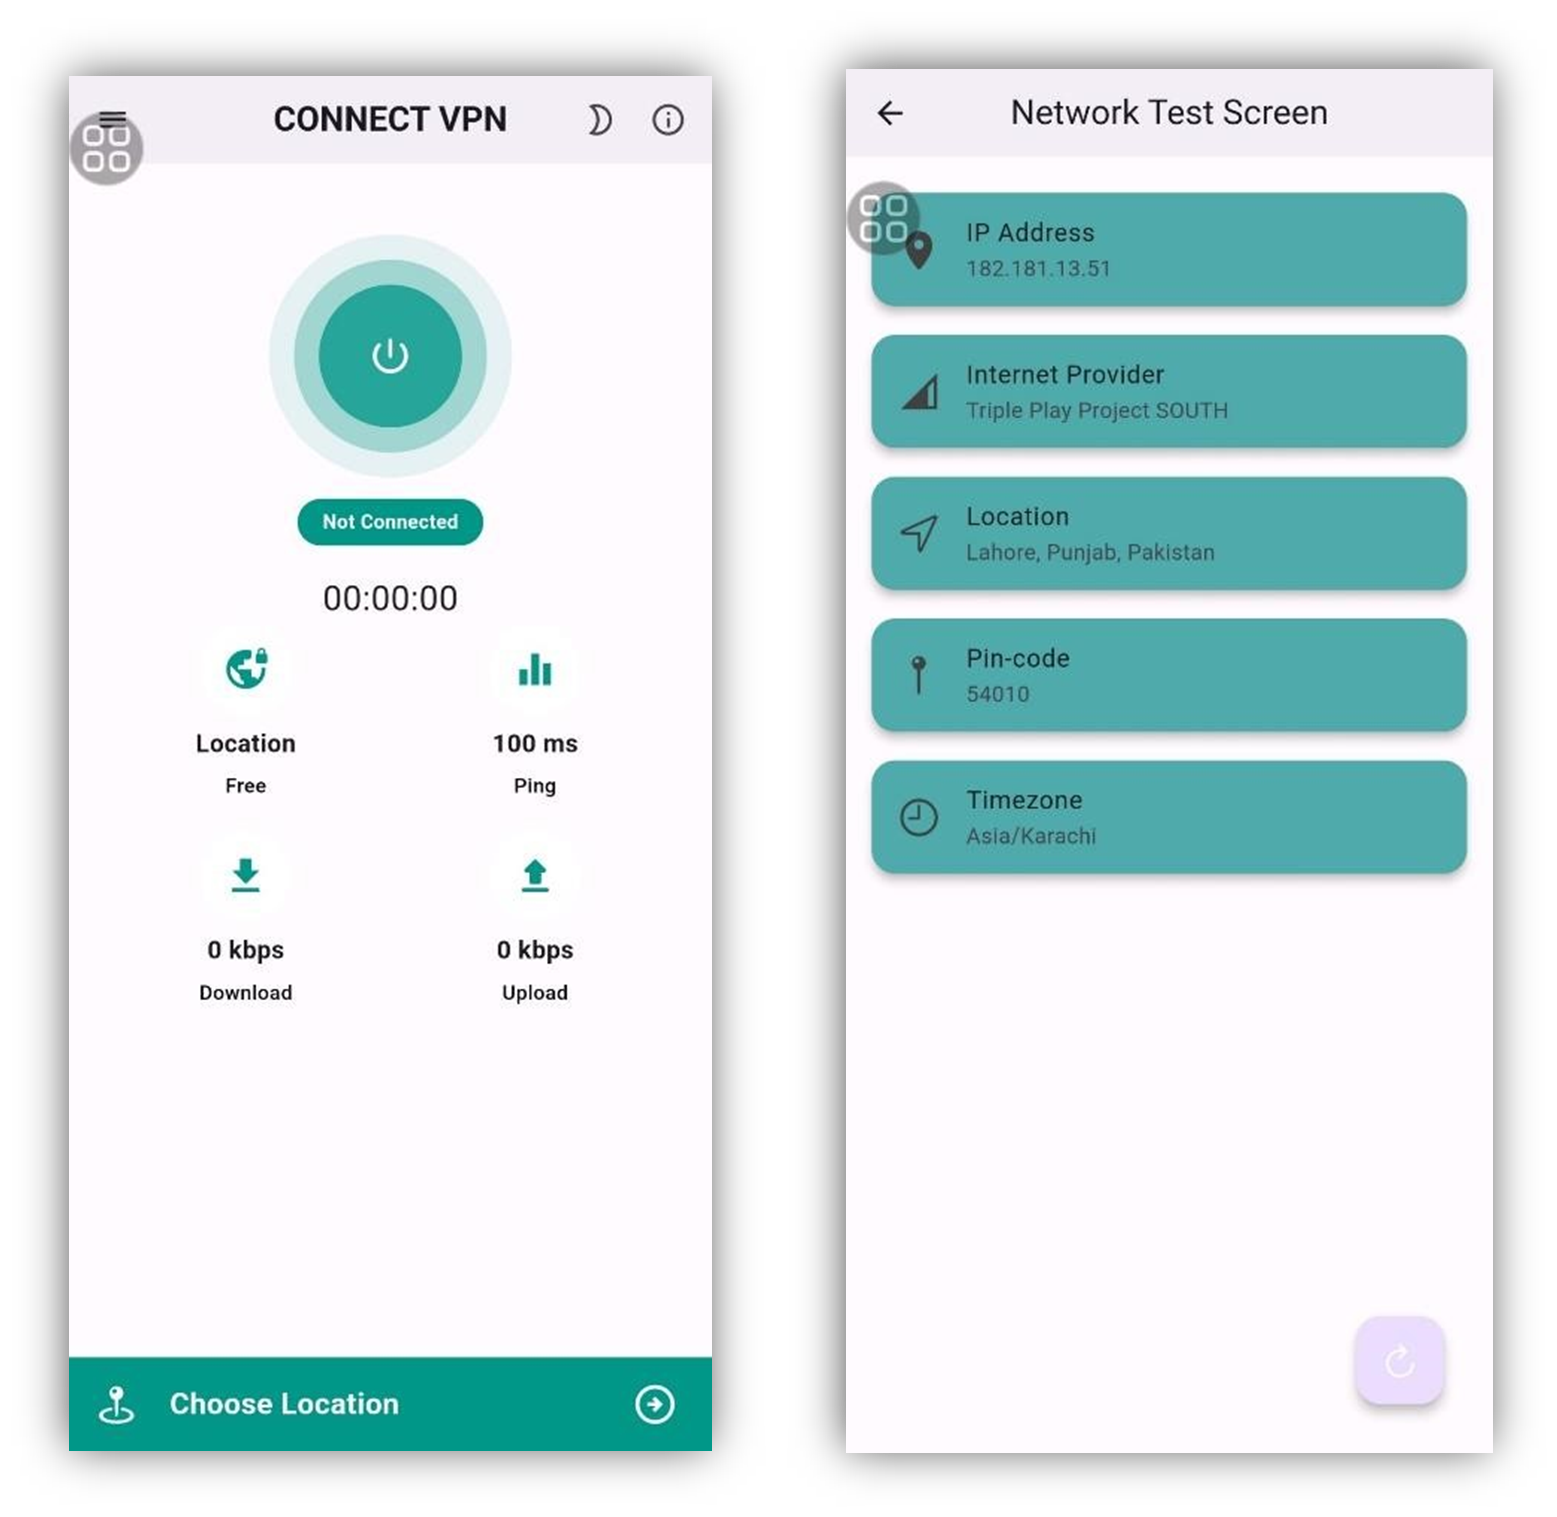 CONNECT VPN
Not Connected
00:00:00
Location
Free
100 ms
Ping
0 kbps
Download
0 kbps
Upload
Choose Location
Network Test Screen
IP Address
182.181.13.51
Internet Provider
Triple Play Project SOUTH
Location
Lahore, Punjab, Pakistan
Pin-code
54010
Timezone
Asia/Karachi